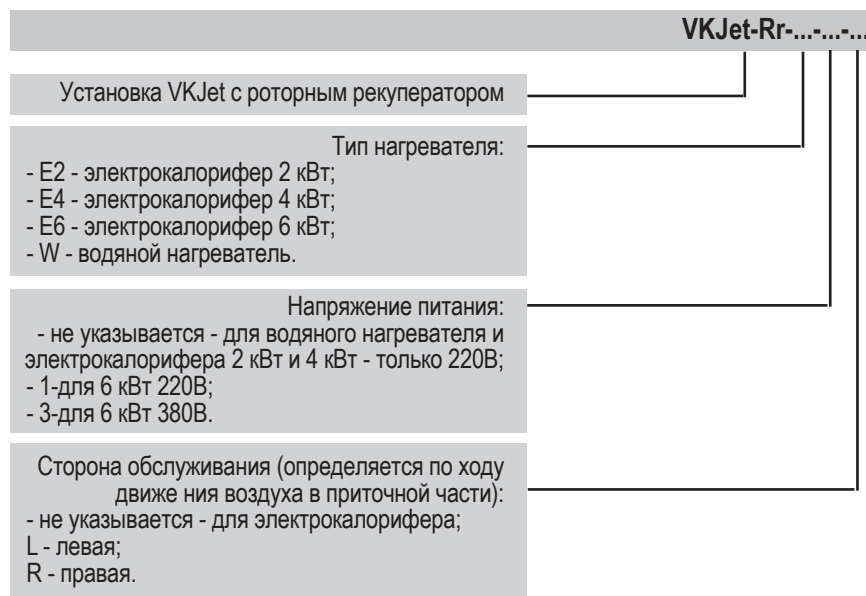 VKJet-Rr-...-...-...
Установка VKJet с роторным рекуператором
Тип нагревателя:
- E2 - электрокалорифер 2 кВт;
- E4 - электрокалорифер 4 кВт;
- E6 - электрокалорифер 6 кВт;
- W - водяной нагреватель.
Напряжение питания:
- не указывается - для водяного нагревателя и
электрокалорифера 2 кВт и 4 кВт - только 220В;
- 1-для 6 кВт 220В;
- 3-для 6 кВт 380В.
Сторона обслуживания (определяется по ходу
движе ния воздуха в приточной части):
- не указывается - для электрокалорифера;
L - левая;
R - правая.